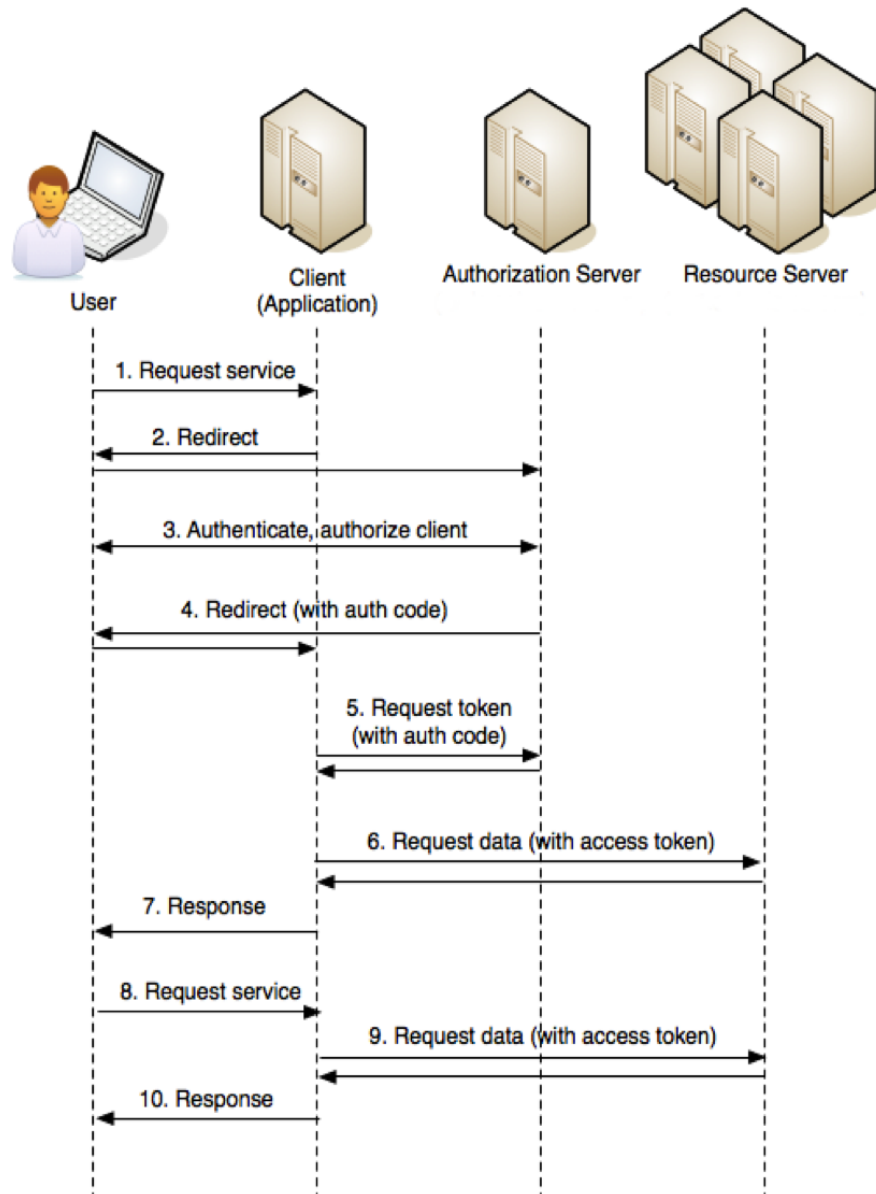 User
Client
(Application)
Authorization Server
Resource Server
1. Request service
2. Redirect
3. Authenticate, authorize client
4. Redirect (with auth code)
5. Request token
(with auth code)
6. Request data (with access token)
7. Response
8. Request service
9. Request data (with access token)
10. Response